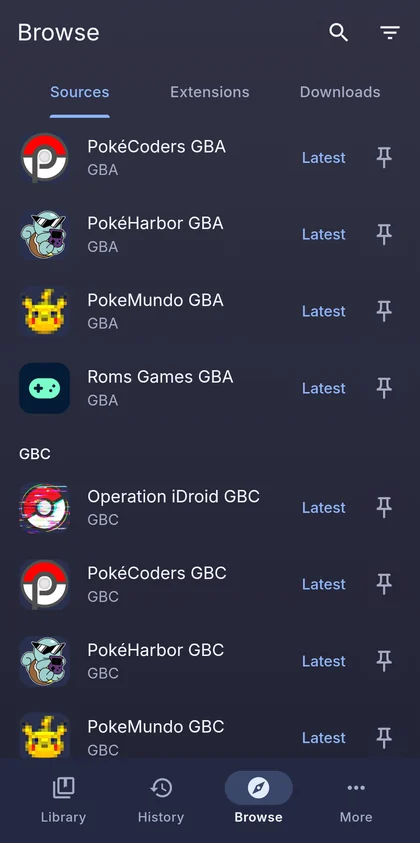 Browse
Sources
Extensions
Downloads
PokéCoders GBA
GBA
Latest
PokéHarbor GBA
GBA
Latest
PokeMundo GBA
GBA
Latest
Roms Games GBA
GBA
Latest
GBC
Operation iDroid GBC
GBC
Latest
PokéCoders GBC
GBC
Latest
PokéHarbor GBC
GBC
Latest
PokeMundo GBC
GBC
Latest
Library
History
Browse
More